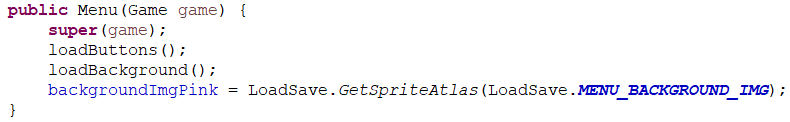 public Menu(Game game) {
    super(game);
    loadButtons();
    loadBackground();
    backgroundImgPink = LoadSave.GetSpriteAtlas(LoadSave.MENU_BACKGROUND_IMG);
}